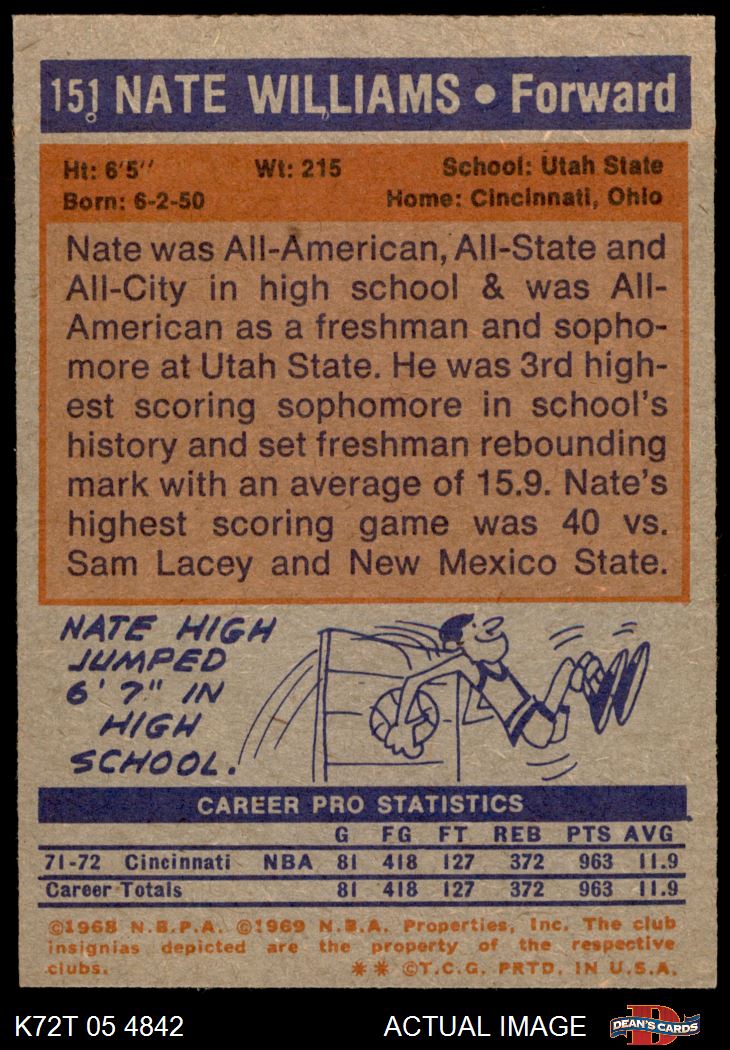 151 NATE WILLIAMS • Forward
Ht: 6'5'' Wt: 215 School: Utah State
Born: 6-2-50 Home: Cincinnati, Ohio
Nate was All-American, All-State and
All-City in high school & was All-
American as a freshman and sopho-
more at Utah State. He was 3rd high-
est scoring sophomore in school's
history and set freshman rebounding
mark with an average of 15.9. Nate's
highest scoring game was 40 vs.
Sam Lacey and New Mexico State.
NATE HIGH
JUMPED
6' 7" IN
HIGH
SCHOOL.
CAREER PRO STATISTICS
G FG FT REB PTS AVG
71-72 Cincinnati NBA 81 418 127 372 963 11.9
Career Totals 81 418 127 372 963 11.9
©1968 N.B.P.A. ©1969 N.B.A. Properties, Inc. The club
insignias depicted are the property of the respective
clubs. ** ©T.C.G. PRTD. IN U.S.A.
K72T 05 4842 ACTUAL IMAGE D DEAN'S CARDS